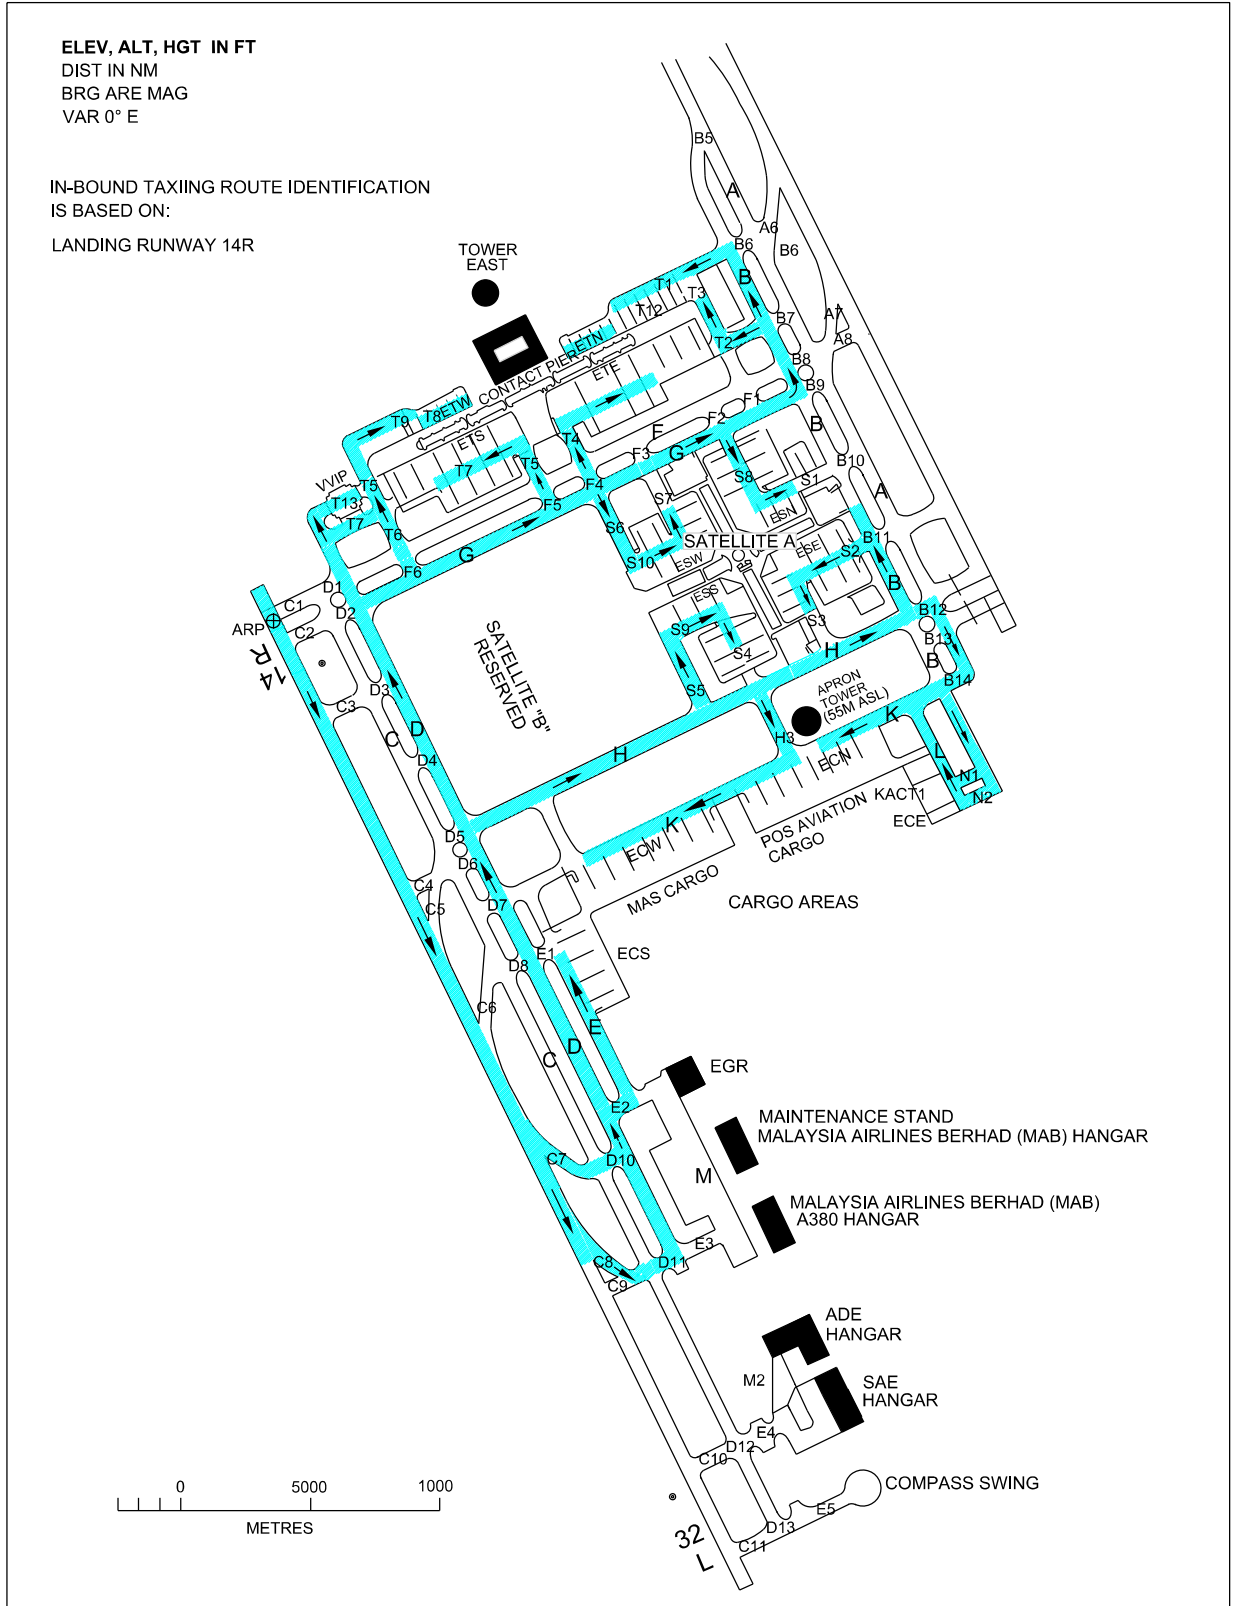 ELEV, ALT, HGT IN FT
DIST IN NM
BRG ARE MAG
VAR 0° E
IN-BOUND TAXIING ROUTE IDENTIFICATION
IS BASED ON:
LANDING RUNWAY 14R
B5
A
A6
B6
B6
TOWER
EAST
T1
B
T3
T12
A7
B7
A8
T2
ETN
CONTACT PIER
ETE
B8
B9
T8
ETW
T9
F1
F2
F
B
F3
T4
ETS
G
T7
T5
B10
VVIP
T5
T13
T7
F4
F5
S8
S1
A
S7
ESN
T6
S6
B11
SATELLITE A
ESE
S2
G
S10
ESW
F6
D1
D2
C1
ARP
C2
14
R
ESS
B
S9
S3
B12
B13
SATELLITE "B"
RESERVED
S4
H
B
B14
D3
S5
APRON
TOWER
(55M ASL)
C3
D
C
K
H3
H
D4
ECN
L
N1
N2
KACT1
ECE
POS AVIATION
CARGO
K
D5
ECW
D6
MAS CARGO
CARGO AREAS
C4
C5
D7
E1
ECS
D8
C6
E
D
C
EGR
E2
MAINTENANCE STAND
MALAYSIA AIRLINES BERHAD (MAB) HANGAR
C7
D10
M
MALAYSIA AIRLINES BERHAD (MAB)
A380 HANGAR
E3
C8
D11
C9
ADE
HANGAR
M2
SAE
HANGAR
E4
D12
C10
COMPASS SWING
E5
D13
C11
32
L
0 5000 1000
METRES